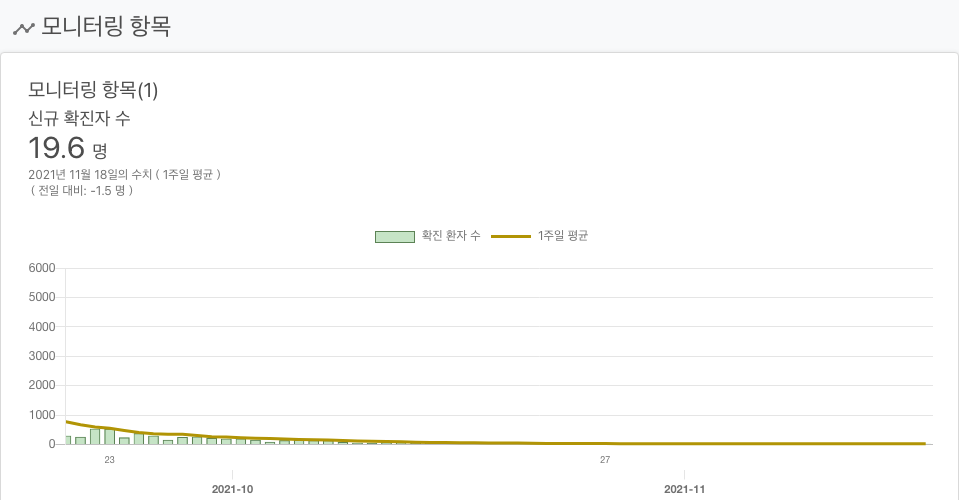 모니터링 항목
모니터링 항목(1)
신규 확진자 수
19.6 명
2021년 11월 18일의 수치 ( 1주일 평균 )
( 전일 대비: -1.5 명 )
확진 환자 수 1주일 평균
6000
5000
4000
3000
2000
1000
0
23 27
2021-10 2021-11